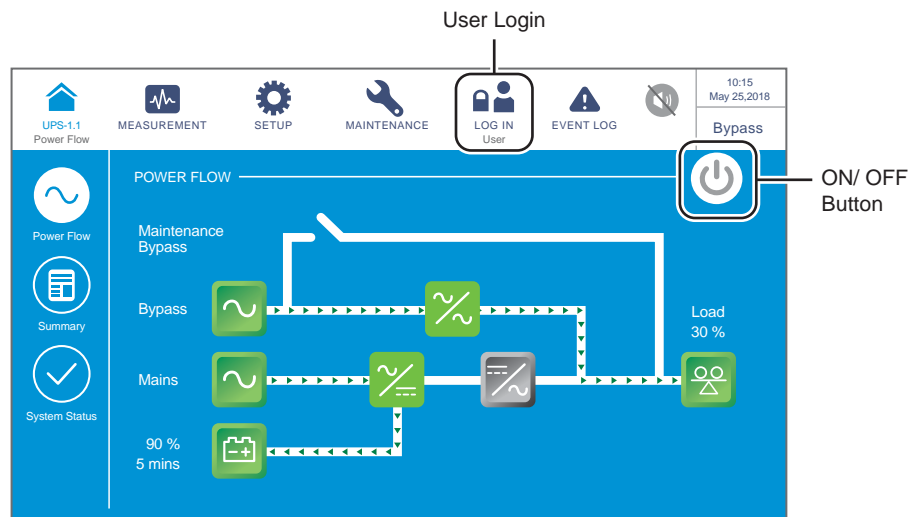 User Login
10:15
May 25,2018
UPS-1.1
Power Flow
MEASUREMENT
SETUP
MAINTENANCE
LOG IN
User
EVENT LOG
Bypass
POWER FLOW
ON/ OFF
Button
Power Flow
Maintenance
Bypass
Summary
Bypass
Load
30 %
System Status
Mains
90 %
5 mins